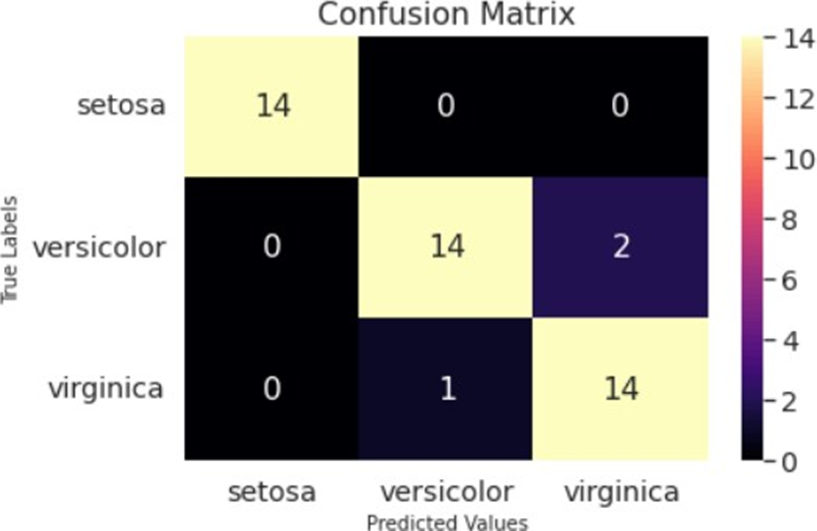 Confusion Matrix
setosa 14 0 0
versicolor 0 14 2
virginica 0 1 14
setosa versicolor virginica
True Labels
Predicted Values
14
12
10
8
6
4
2
0